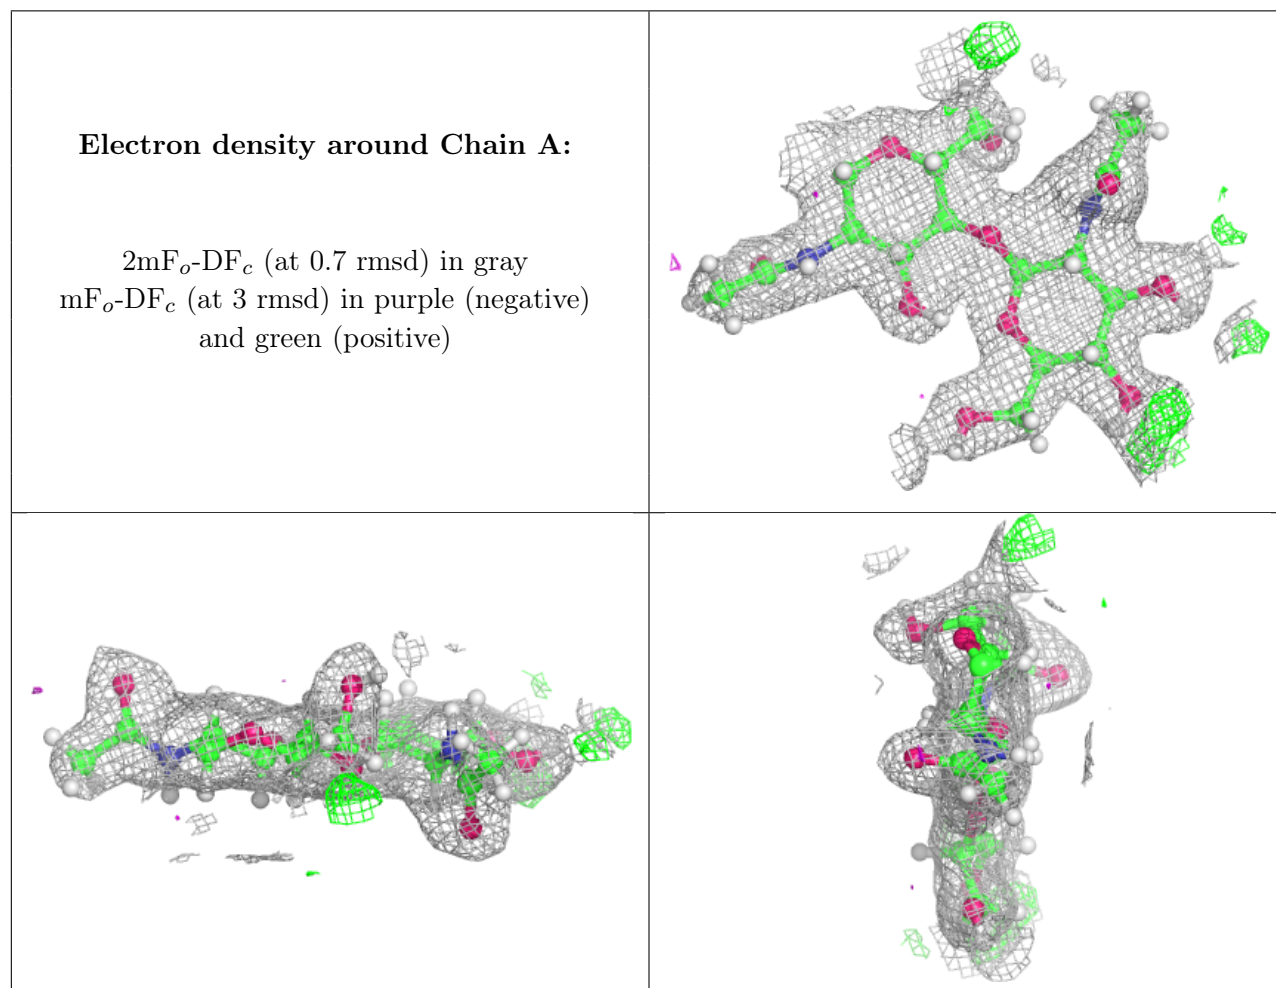 Electron density around Chain A:
2mFo-DFc (at 0.7 rmsd) in gray
mFo-DFc (at 3 rmsd) in purple (negative)
and green (positive)